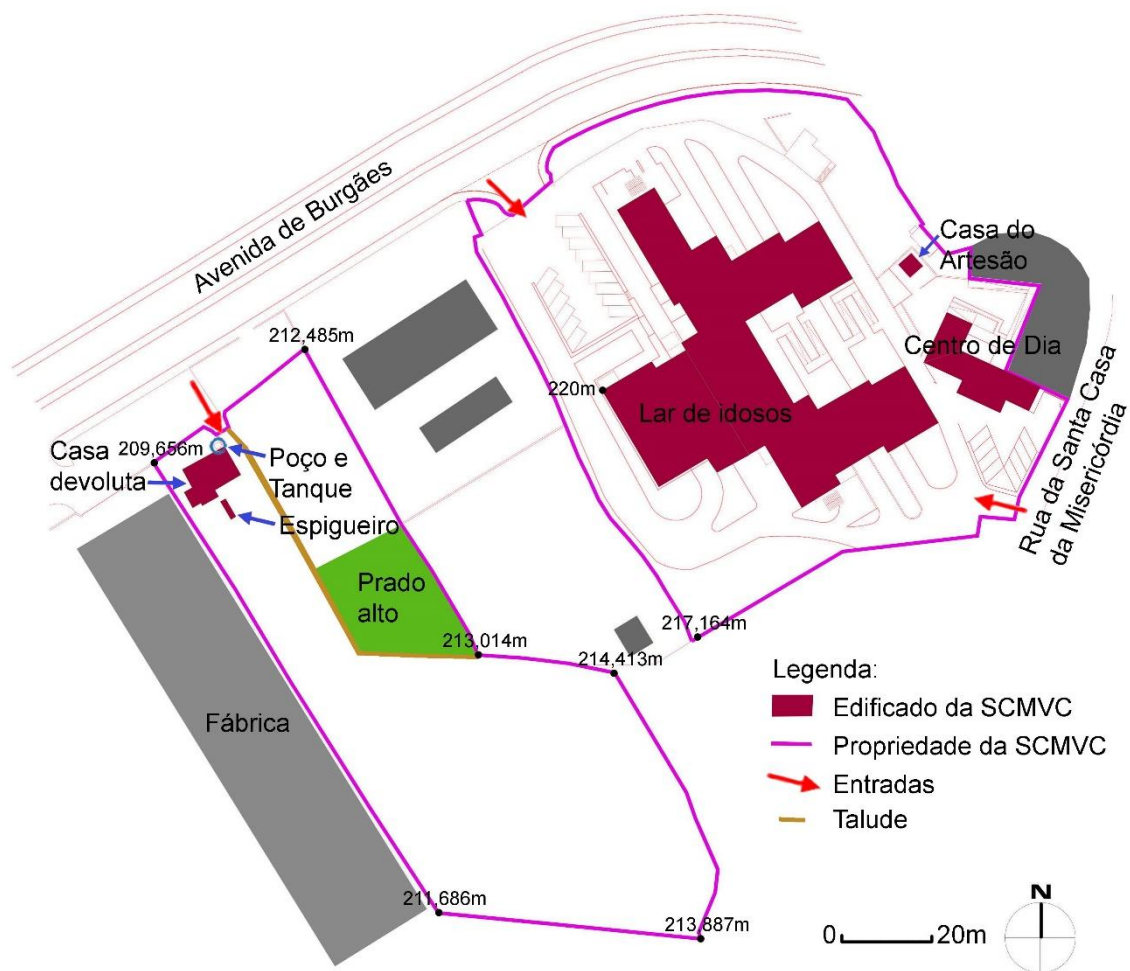 Avenida de Burgães
Casa do
Artesão
Centro de Dia
212,485m
220m
Lar de idosos
Rua da Santa Casa
da Misericórdia
209,656m
Casa
devoluta
Poço e
Tanque
Espigueiro
Prado
alto
213,014m
214,413m
217,164m
Fábrica
211,686m
213,887m
Legenda:
Edificado da SCMVC
Propriedade da SCMVC
Entradas
Talude
N
0 20m